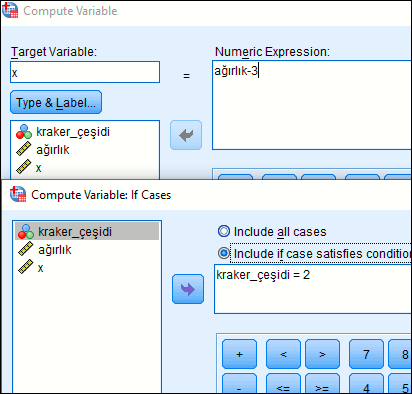 Compute Variable
Target Variable:
Numeric Expression:
x
=
ağırlık-3
Type & Label...
kraker_çeşidi
ağırlık
x
Compute Variable: If Cases
kraker_çeşidi
ağırlık
x
Include all cases
Include if case satisfies condition
kraker_çeşidi = 2
+ < > 7 8
- <= >= 4 5